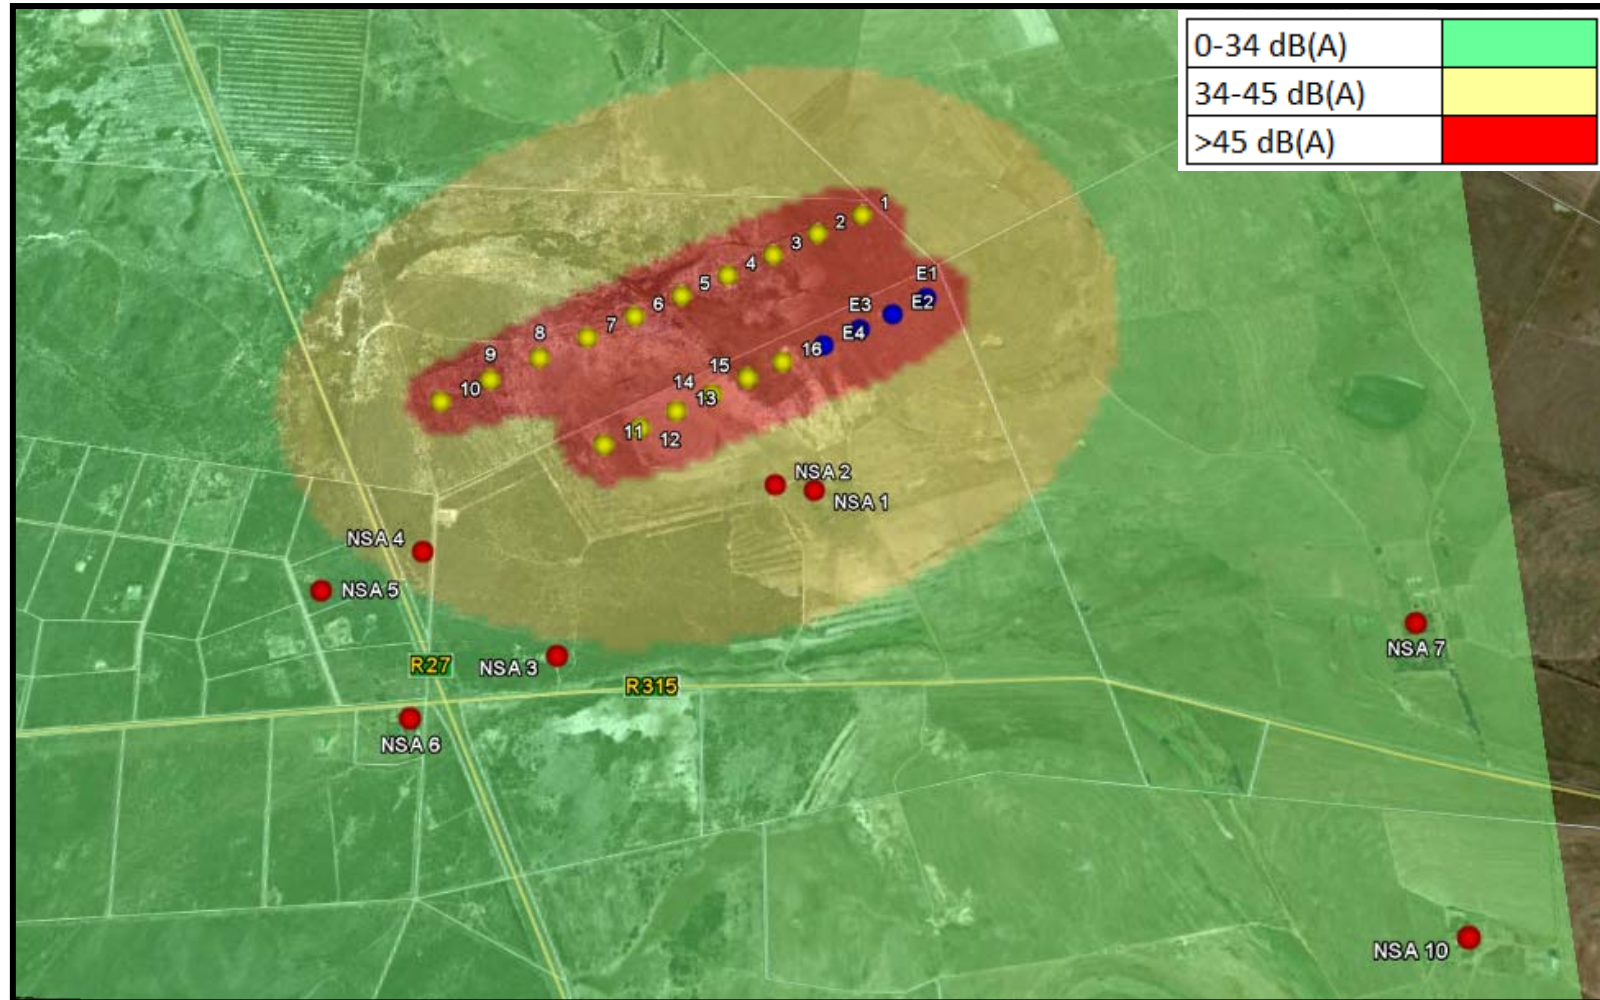 0-34 dB(A)
34-45 dB(A)
>45 dB(A)
1
2
3
4
5
6
7
8
9
10
E1
E2
E3
E4
16
15
14
13
11
12
NSA 2
NSA 1
NSA 4
NSA 5
NSA 3
R27
R315
NSA 6
NSA 7
NSA 10